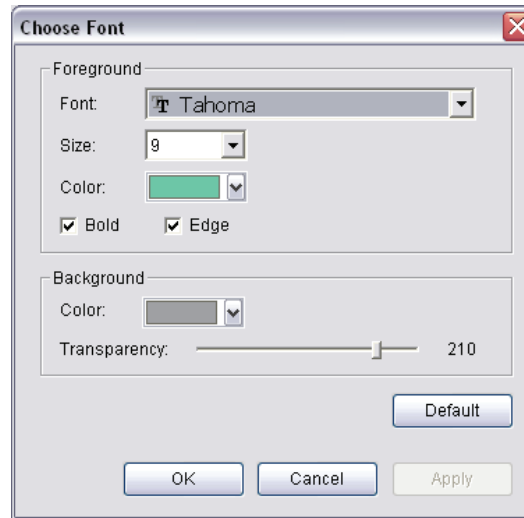 Choose Font
Foreground
Font: Tahoma
Size: 9
Color:
Bold Edge
Background
Color:
Transparency: 210
Default
OK Cancel Apply